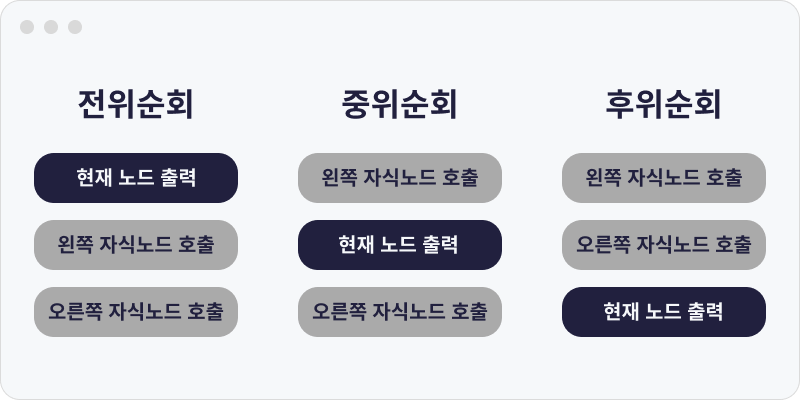 전위순회
현재 노드 출력
왼쪽 자식노드 호출
오른쪽 자식노드 호출
중위순회
왼쪽 자식노드 호출
현재 노드 출력
오른쪽 자식노드 호출
후위순회
왼쪽 자식노드 호출
오른쪽 자식노드 호출
현재 노드 출력